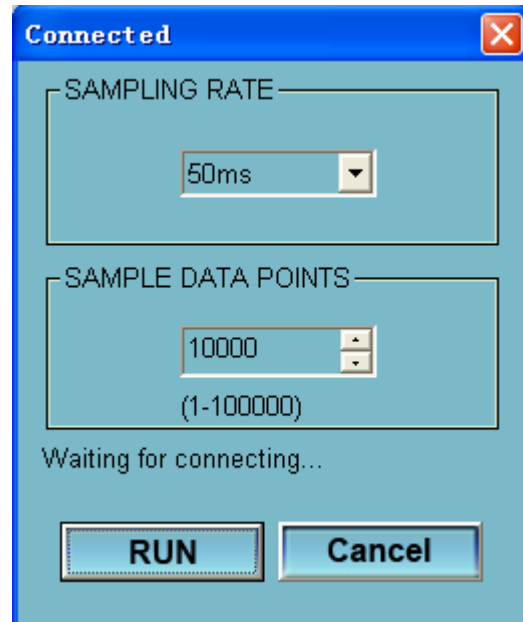 Connected
SAMPLING RATE
50ms
SAMPLE DATA POINTS
10000
(1-100000)
Waiting for connecting...
RUN Cancel